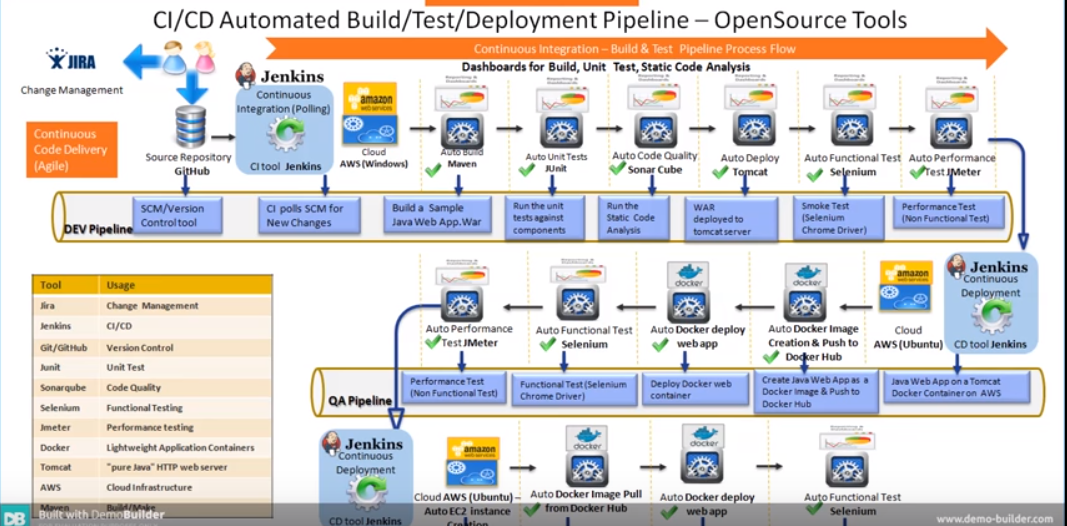 CI/CD Automated Build/Test/Deployment Pipeline – OpenSource Tools
Continuous Integration – Build & Test Pipeline Process Flow
Dashboards for Build, Unit Test, Static Code Analysis
JIRA
Change Management
Continuous
Code Delivery
(Agile)
Source Repository
GitHub
Jenkins
Continuous
Integration (Polling)
CI tool Jenkins
amazon
web services
Cloud
AWS (Windows)
Auto Build
Maven
Auto Unit Tests
JUnit
Auto Code Quality
Sonar Cube
Auto Deploy
Tomcat
Auto Functional Test
Selenium
Auto Performance
Test JMeter
DEV Pipeline
SCM/Version
Control tool
CI polls SCM for
New Changes
Build a Sample
Java Web App.War
Run the unit
tests against
components
Run the
Static Code
Analysis
WAR
deployed to
tomcat server
Smoke Test
(Selenium
Chrome Driver)
Performance Test
(Non Functional Test)
Jenkins
Continuous
Deployment
CD tool Jenkins
amazon
web services
Cloud
AWS (Ubuntu)
docker
Auto Docker Image
Creation & Push to
Docker Hub
docker
Auto Docker deploy
web app
Auto Functional Test
Selenium
Auto Performance
Test JMeter
QA Pipeline
Performance Test
(Non Functional Test)
Functional Test (Selenium
Chrome Driver)
Deploy Docker web
container
Create Java Web App as a
Docker Image & Push to
Docker Hub
Java Web App on a Tomcat
Docker Container on AWS
Tool Usage
Jira Change Management
Jenkins CI/CD
Git/GitHub Version Control
Junit Unit Test
Sonarqube Code Quality
Selenium Functional Testing
Jmeter Performance testing
Docker Lightweight Application Containers
Tomcat "pure Java" HTTP web server
AWS Cloud Infrastructure
Maven Build/Make
Jenkins
Continuous
Deployment
CD tool Jenkins
amazon
web services
Cloud AWS (Ubuntu) –
Auto EC2 instance
Creation
docker
Auto Docker Image Pull
from Docker Hub
docker
Auto Docker deploy
web app
Auto Functional Test
Selenium
DB Built with DemoBuilder
www.demo-builder.com